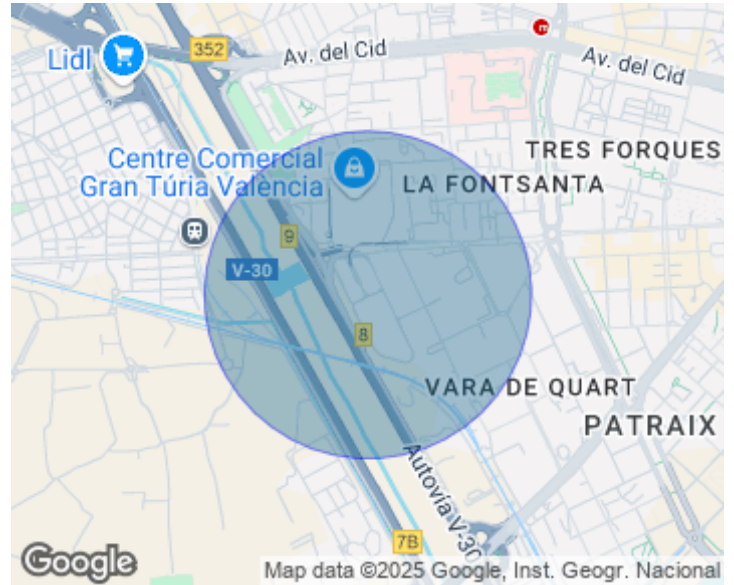 352
Av. del Cid
Lidl
Av. del Cid
Centre Comercial
Gran Túria València
TRES FORQUES
LA FONTSANTA
9
V-30
8
VARA DE QUART
PATRAIX
Autovía V-30
7B
Google
Map data ©2025 Google, Inst. Geogr. Nacional